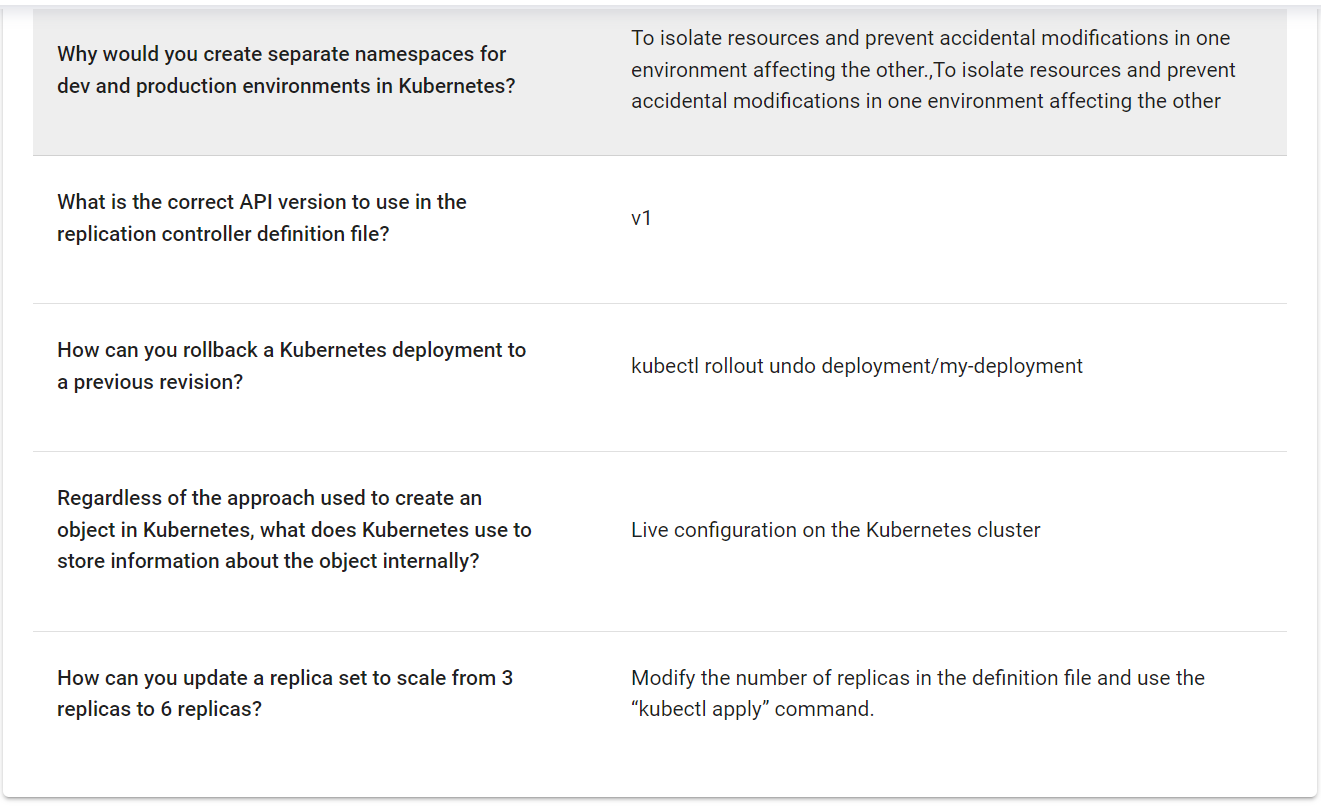 Why would you create separate namespaces for
dev and production environments in Kubernetes?
To isolate resources and prevent accidental modifications in one
environment affecting the other.,To isolate resources and prevent
accidental modifications in one environment affecting the other
What is the correct API version to use in the
replication controller definition file?
v1
How can you rollback a Kubernetes deployment to
a previous revision?
kubectl rollout undo deployment/my-deployment
Regardless of the approach used to create an
object in Kubernetes, what does Kubernetes use to
store information about the object internally?
Live configuration on the Kubernetes cluster
How can you update a replica set to scale from 3
replicas to 6 replicas?
Modify the number of replicas in the definition file and use the
“kubectl apply” command.